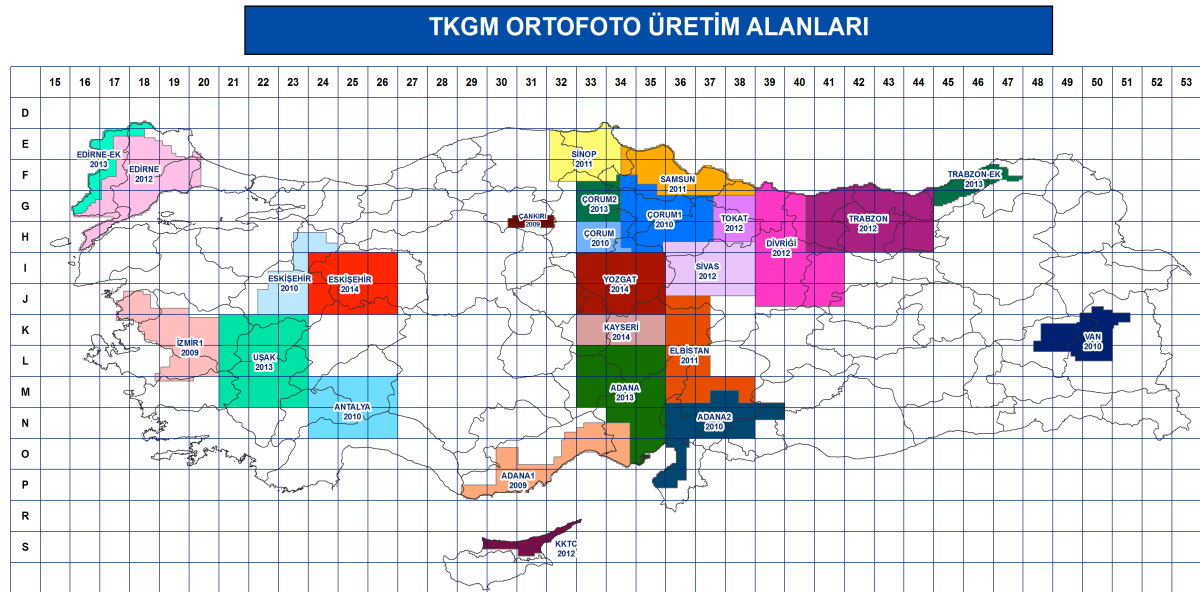 TKGM ORTOFOTO ÜRETİM ALANLARI
15 16 17 18 19 20 21 22 23 24 25 26 27 28 29 30 31 32 33 34 35 36 37 38 39 40 41 42 43 44 45 46 47 48 49 50 51 52 53
D
E
F
G
H
I
J
K
L
M
N
O
P
R
S
EDİRNE-EK
2013
EDİRNE
2012
SİNOP
2011
SAMSUN
2011
TRABZON-EK
2013
ÇANKIRI
2009
ÇORUM2
2013
ÇORUM1
2010
TOKAT
2012
TRABZON
2012
ÇORUM
2010
DİVRİĞİ
2012
ESKİŞEHİR
2010
ESKİŞEHİR
2014
YOZGAT
2014
SİVAS
2012
İZMİR1
2009
UŞAK
2013
KAYSERİ
2014
ELBİSTAN
2011
VAN
2010
ANTALYA
2010
ADANA
2013
ADANA2
2010
ADANA1
2009
KKTC
2012